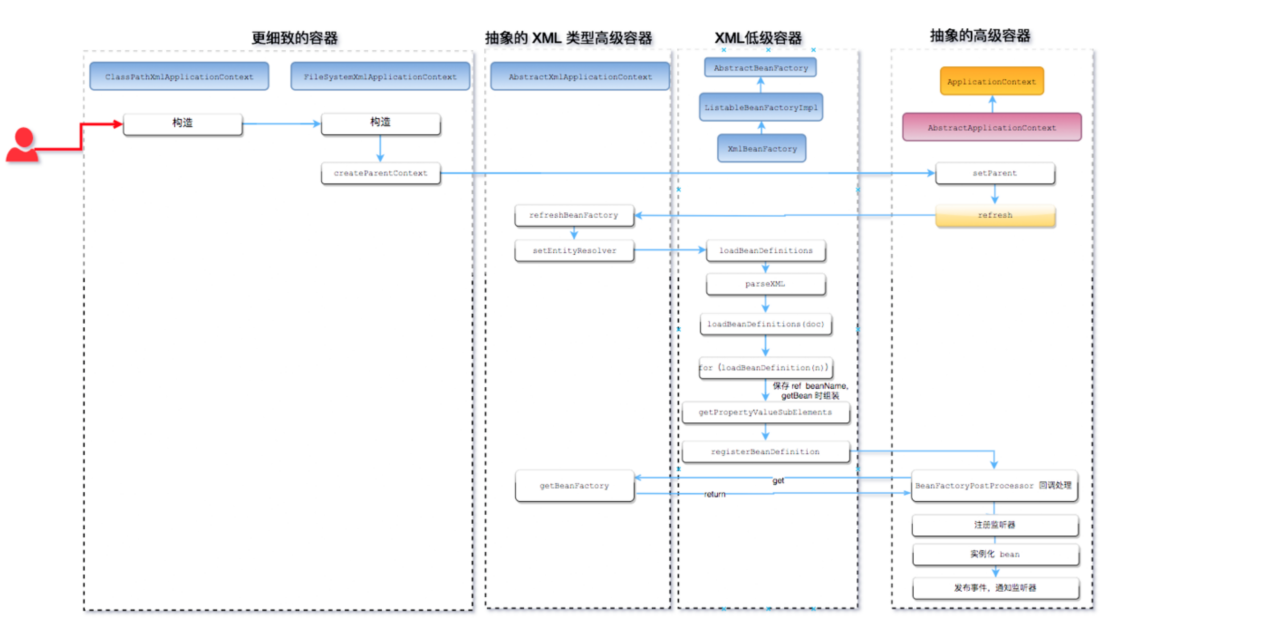 更细致的容器
抽象的 XML 类型高级容器
XML低级容器
抽象的高级容器
ClassPathXmlApplicationContext
FileSystemXmlApplicationContext
AbstractXmlApplicationContext
AbstractBeanFactory
ApplicationContext
ListableBeanFactoryImpl
AbstractApplicationContext
XmlBeanFactory
构造
构造
createParentContext
setParent
refreshBeanFactory
refresh
setEntityResolver
loadBeanDefinitions
parseXML
loadBeanDefinitions(doc)
for {loadBeanDefinition(n)}
保存 ref beanName,
getBean 时组装
getPropertyValueSubElements
registerBeanDefinition
getBeanFactory
get
return
BeanFactoryPostProcessor 回调处理
注册监听器
实例化 bean
发布事件，通知监听器